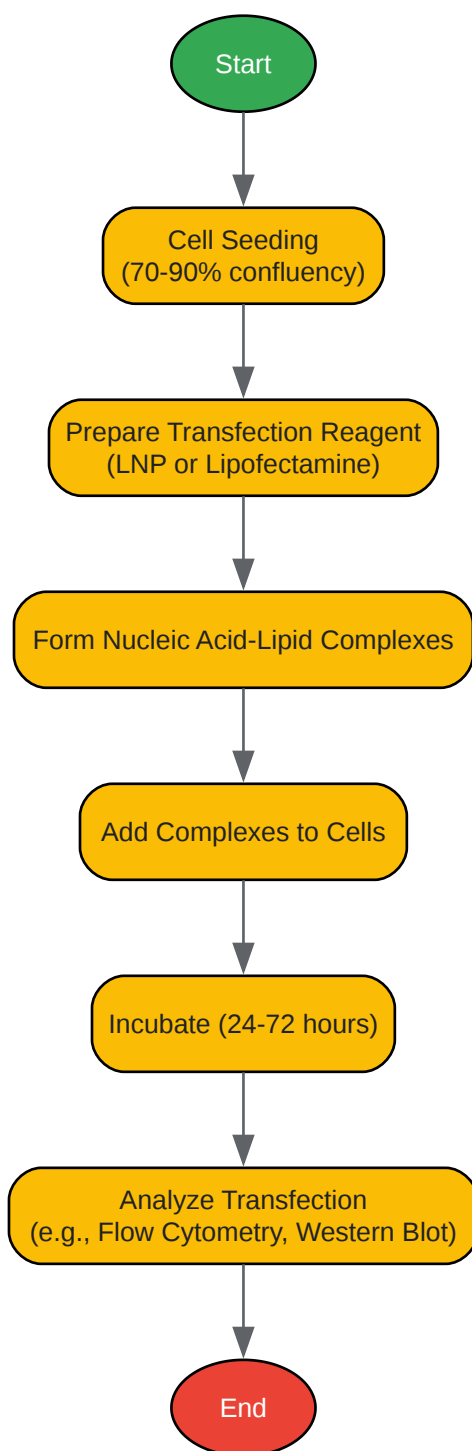 Start
Cell Seeding
(70-90% confluency)
Prepare Transfection Reagent
(LNP or Lipofectamine)
Form Nucleic Acid-Lipid Complexes
Add Complexes to Cells
Incubate (24-72 hours)
Analyze Transfection
(e.g., Flow Cytometry, Western Blot)
End